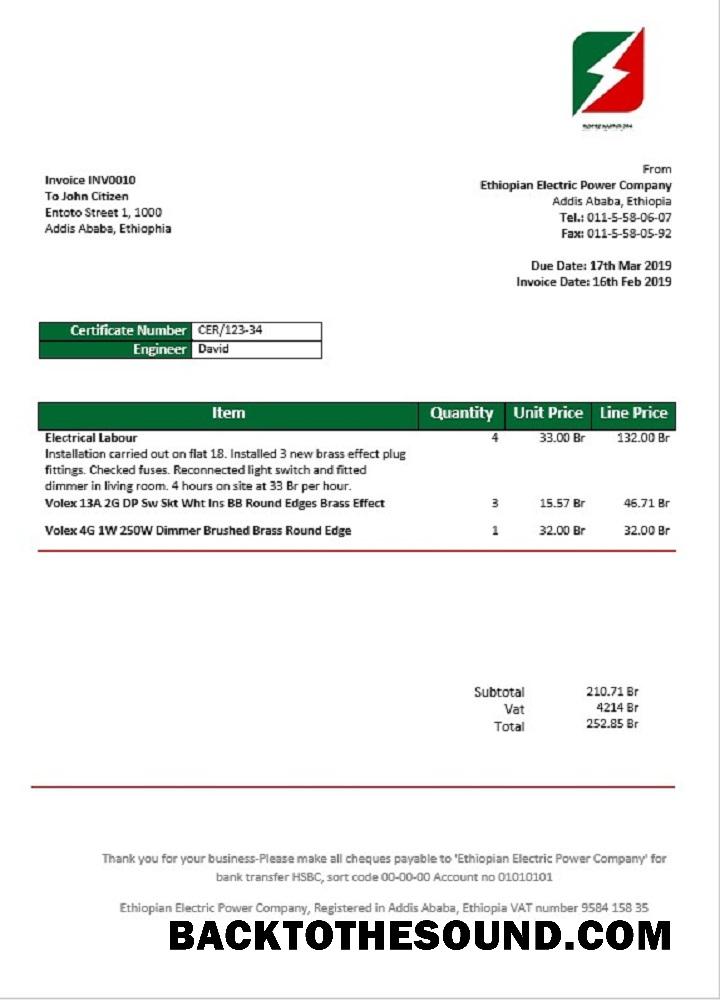 Invoice INV0010
To John Citizen
Entoto Street 1, 1000
Addis Ababa, Ethiophia
From
Ethiopian Electric Power Company
Addis Ababa, Ethiopia
Tel.: 011-5-58-06-07
Fax: 011-5-58-05-92
Due Date: 17th Mar 2019
Invoice Date: 16th Feb 2019
Certificate Number CER/123-34
Engineer David
Item Quantity Unit Price Line Price
Electrical Labour 4 33.00 Br 132.00 Br
Installation carried out on flat 18. Installed 3 new brass effect plug
fittings. Checked fuses. Reconnected light switch and fitted
dimmer in living room. 4 hours on site at 33 Br per hour.
Volex 13A 2G DP Sw Skt Wht Ins BB Round Edges Brass Effect 3 15.57 Br 46.71 Br
Volex 4G 1W 250W Dimmer Brushed Brass Round Edge 1 32.00 Br 32.00 Br
Subtotal 210.71 Br
Vat 4214 Br
Total 252.85 Br
Thank you for your business-Please make all cheques payable to 'Ethiopian Electric Power Company' for
bank transfer HSBC, sort code 00-00-00 Account no 01010101
Ethiopian Electric Power Company, Registered in Addis Ababa, Ethiopia VAT number 9584 158 35
BACKTOTHESOUND.COM